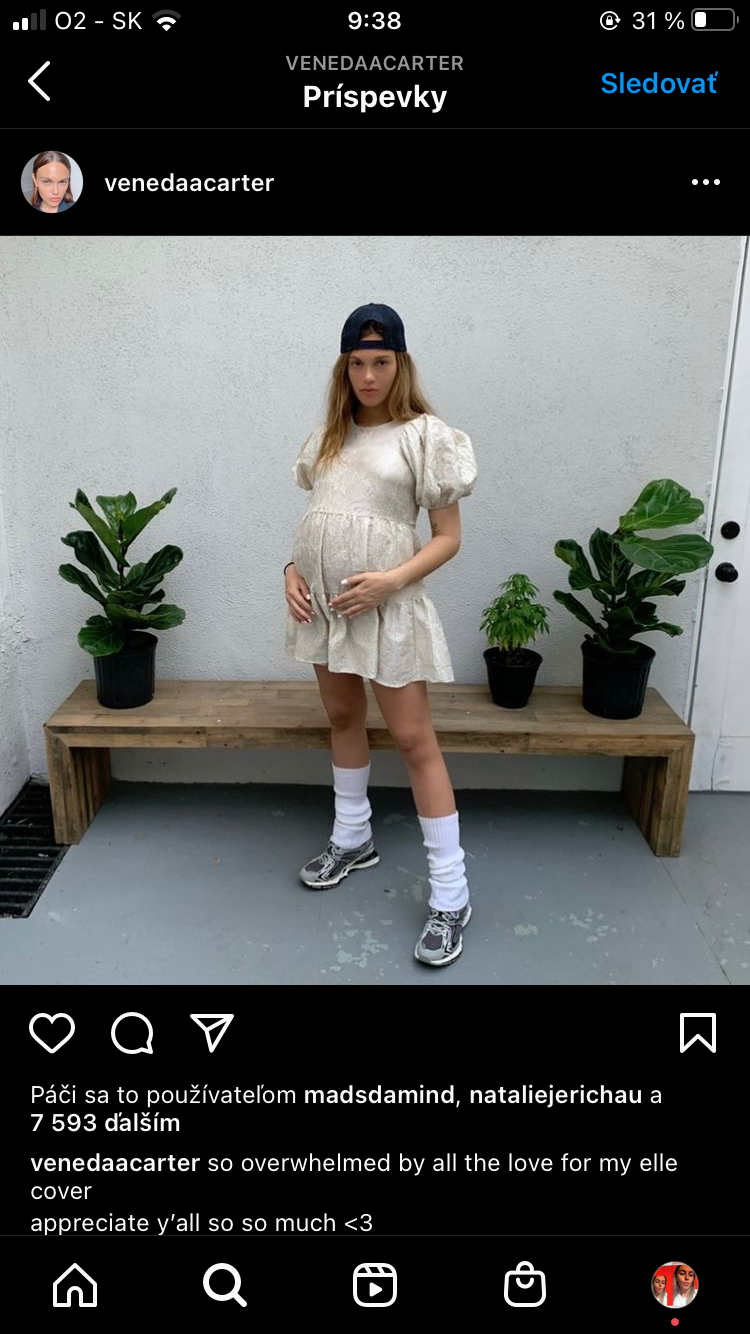 O2 - SK 9:38 31 %
VENEDAACARTER
Príspevky
Sledovať
venedaacarter
Páči sa to používateľom madsdamind, nataliejerichau a
7 593 ďalším
venedaacarter so overwhelmed by all the love for my elle
cover
appreciate y’all so so much <3